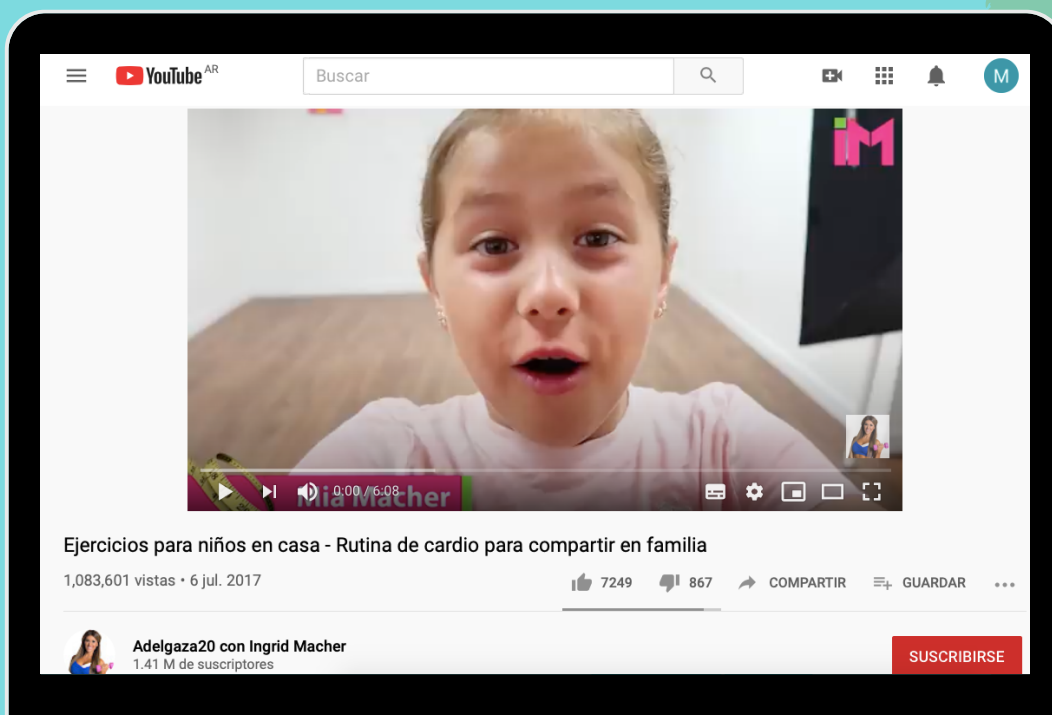 YouTube AR
Buscar
M
iM
0:00 / 6:08
Mia Macher
Ejercicios para niños en casa - Rutina de cardio para compartir en familia
1,083,601 vistas • 6 jul. 2017
7249
867
COMPARTIR
GUARDAR
Adelgaza20 con Ingrid Macher
1.41 M de suscriptores
SUSCRIBIRSE